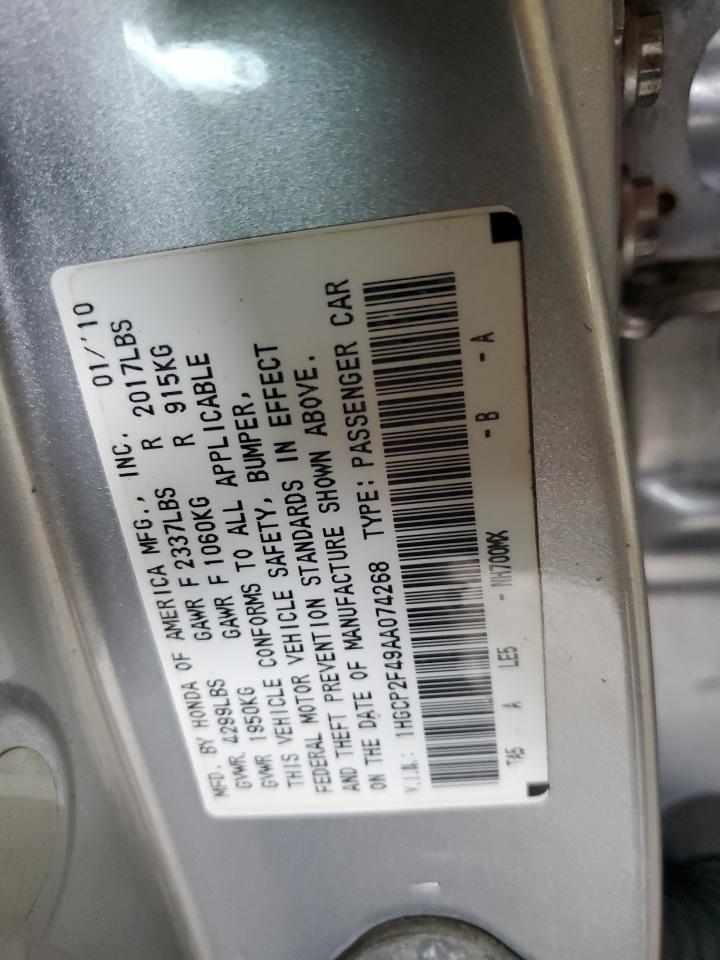 MFD. BY HONDA OF AMERICA MFG., INC. 01/'10
GVWR 4299LBS GAWR F 2337LBS R 2017LBS
GVWR 1950KG GAWR F 1060KG R 915KG
THIS VEHICLE CONFORMS TO ALL APPLICABLE
FEDERAL MOTOR VEHICLE SAFETY, BUMPER,
AND THEFT PREVENTION STANDARDS IN EFFECT
ON THE DATE OF MANUFACTURE SHOWN ABOVE.
V.I.N.: 1HGCP2F49AA074268 TYPE: PASSENGER CAR
TA5 A LE5 - NH700MX - B - A